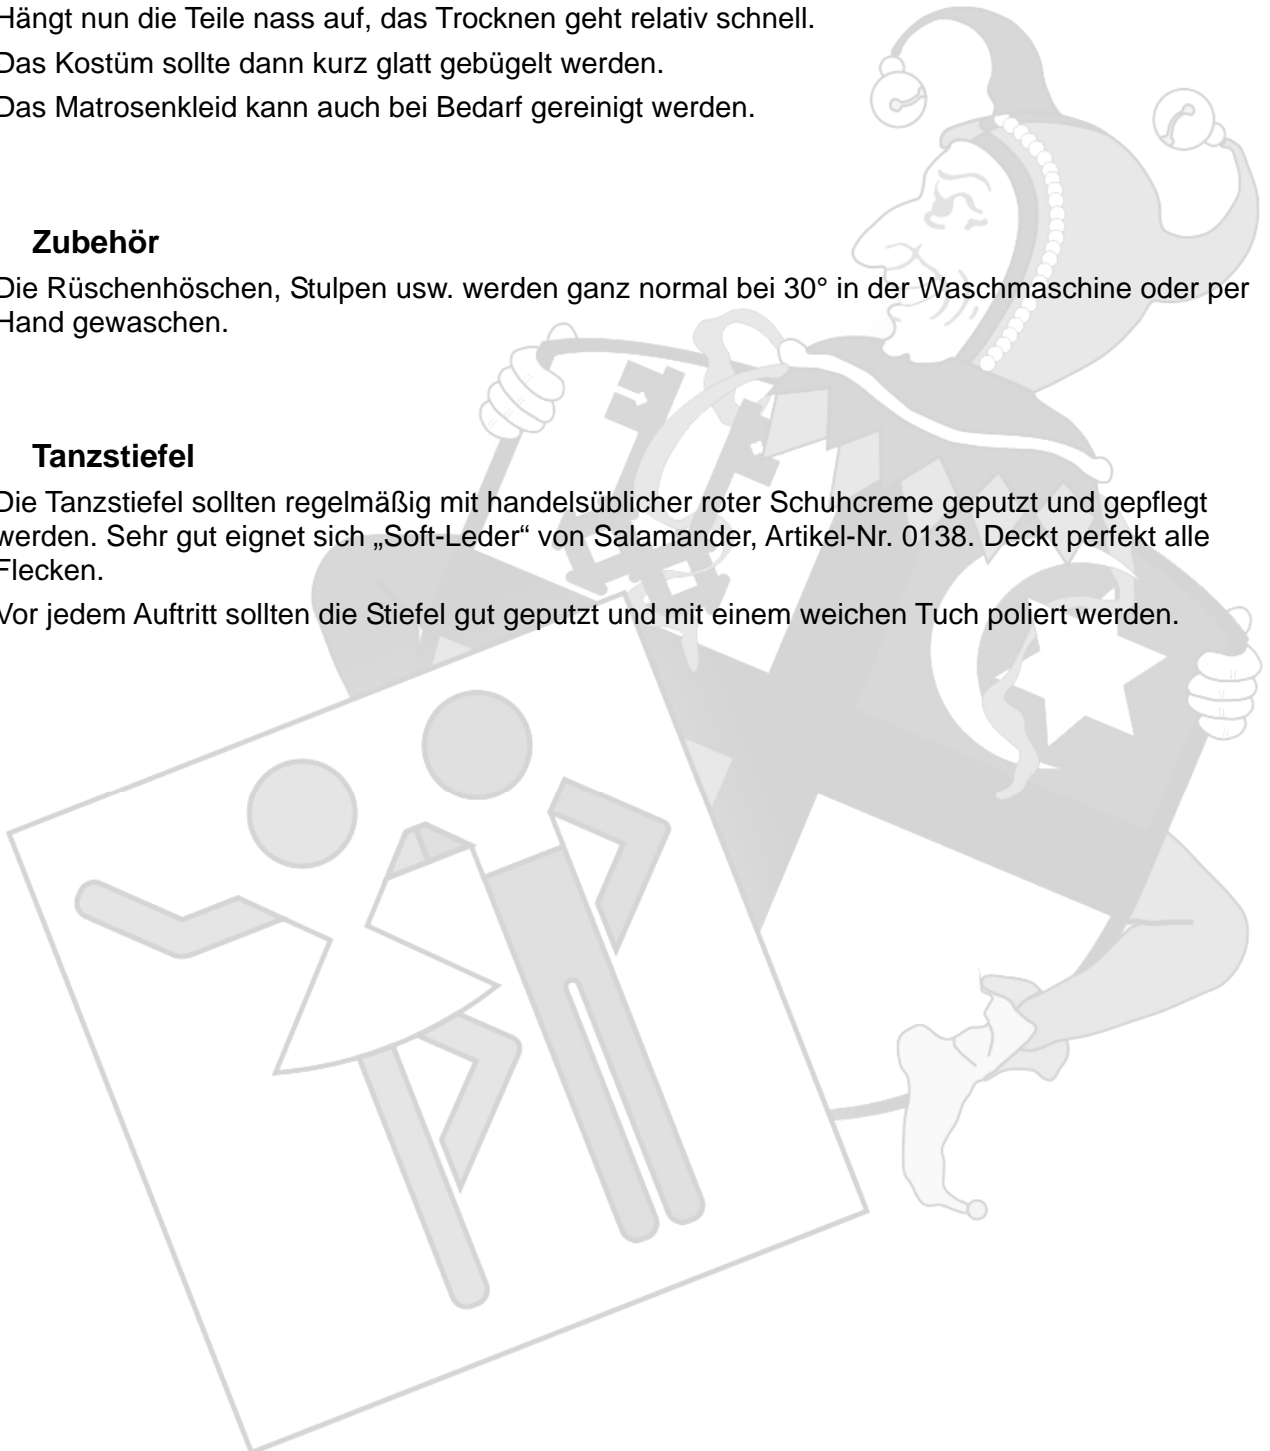 Hängt nun die Teile nass auf, das Trocknen geht relativ schnell.
Das Kostüm sollte dann kurz glatt gebügelt werden.
Das Matrosenkleid kann auch bei Bedarf gereinigt werden.
Zubehör
Die Rüschenhöschen, Stulpen usw. werden ganz normal bei 30° in der Waschmaschine oder per
Hand gewaschen.
Tanzstiefel
Die Tanzstiefel sollten regelmäßig mit handelsüblicher roter Schuhcreme geputzt und gepflegt
werden. Sehr gut eignet sich „Soft-Leder“ von Salamander, Artikel-Nr. 0138. Deckt perfekt alle
Flecken.
Vor jedem Auftritt sollten die Stiefel gut geputzt und mit einem weichen Tuch poliert werden.